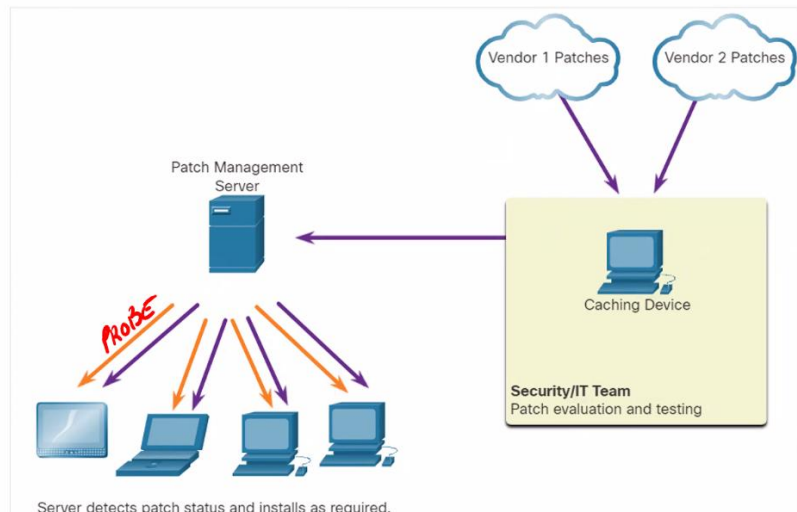 Vendor 1 Patches
Vendor 2 Patches
Patch Management
Server
PROBE
Caching Device
Security/IT Team
Patch evaluation and testing
Server detects patch status and installs as required.